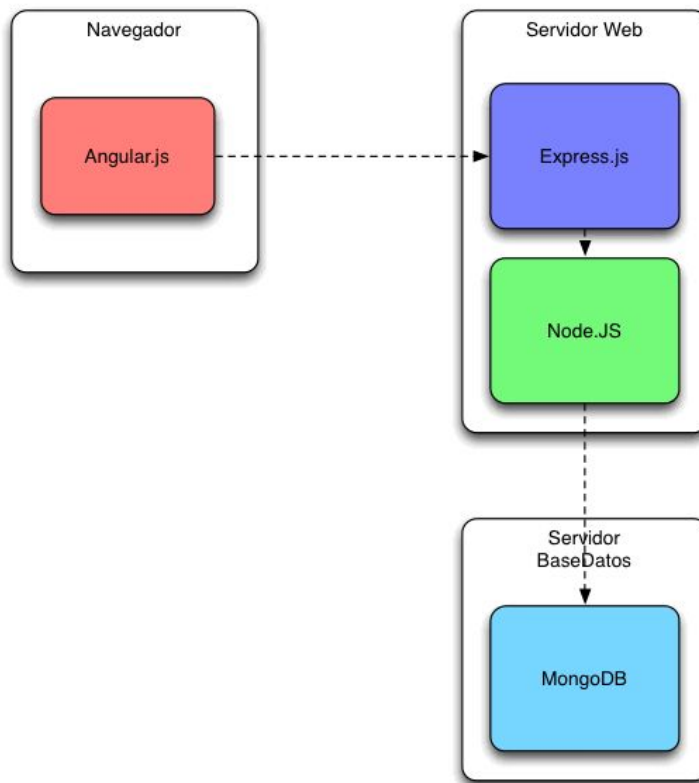 Navegador
Servidor Web
Angular.js
Express.js
Node.JS
Servidor
BaseDatos
MongoDB